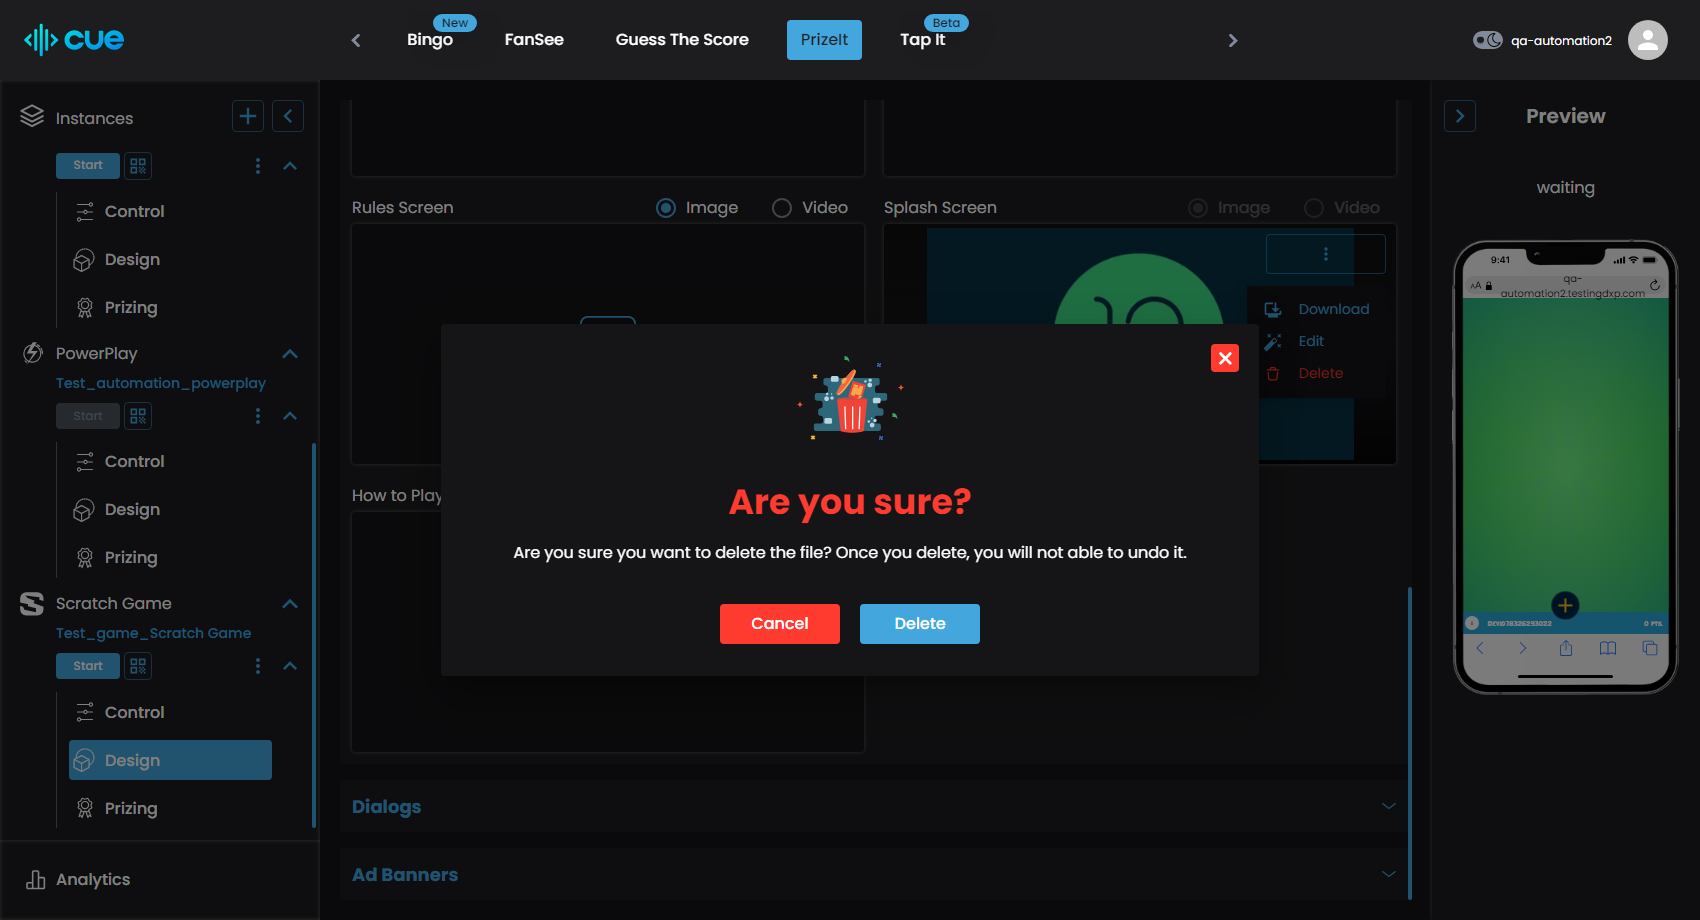 cue
Bingo
New
FanSee
Guess The Score
PrizeIt
Tap It
Beta
qa-automation2
Instances
Start
Control
Design
Prizing
PowerPlay
Test_automation_powerplay
Start
Control
Design
Prizing
Scratch Game
Test_game_Scratch Game
Start
Control
Design
Prizing
Analytics
Rules Screen
Image
Video
Splash Screen
Image
Video
Download
Edit
Delete
How to Play
Are you sure?
Are you sure you want to delete the file? Once you delete, you will not able to undo it.
Cancel
Delete
Dialogs
Ad Banners
Preview
waiting
9:41
AA
qa-
automation2.testingdxp.com
0 PTS.